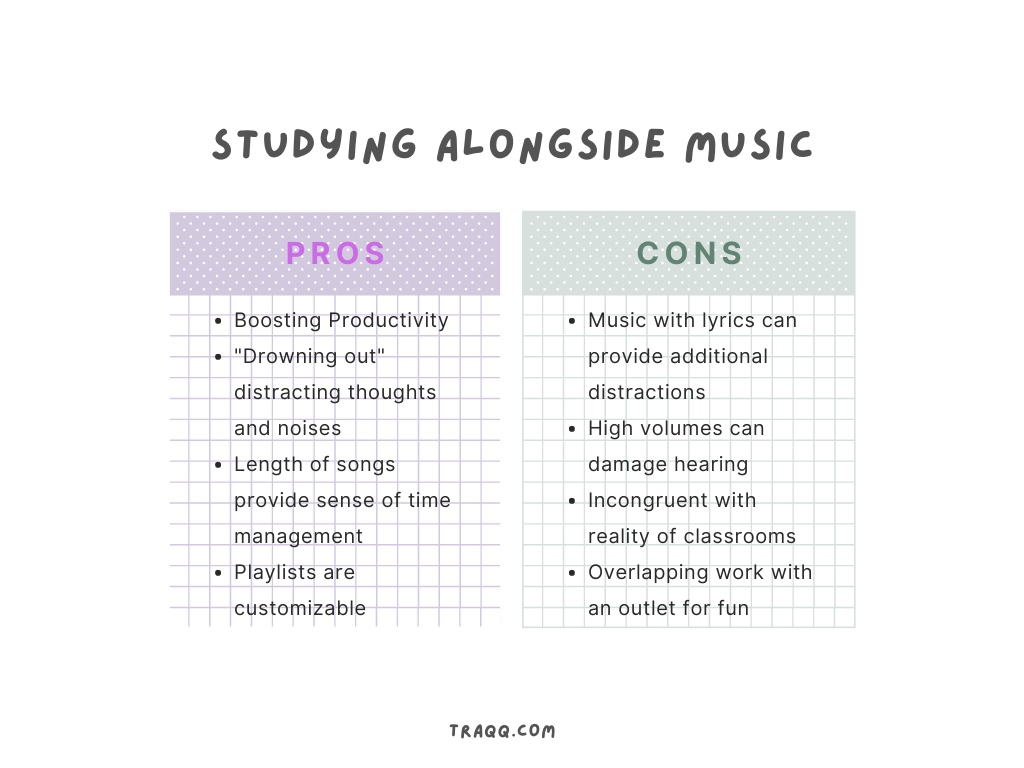 STUDYING ALONGSIDE MUSIC
PROS
• Boosting Productivity
• "Drowning out"
distracting thoughts
and noises
• Length of songs
provide sense of time
management
• Playlists are
customizable
CONS
• Music with lyrics can
provide additional
distractions
• High volumes can
damage hearing
• Incongruent with
reality of classrooms
• Overlapping work with
an outlet for fun
TRAQQ.COM